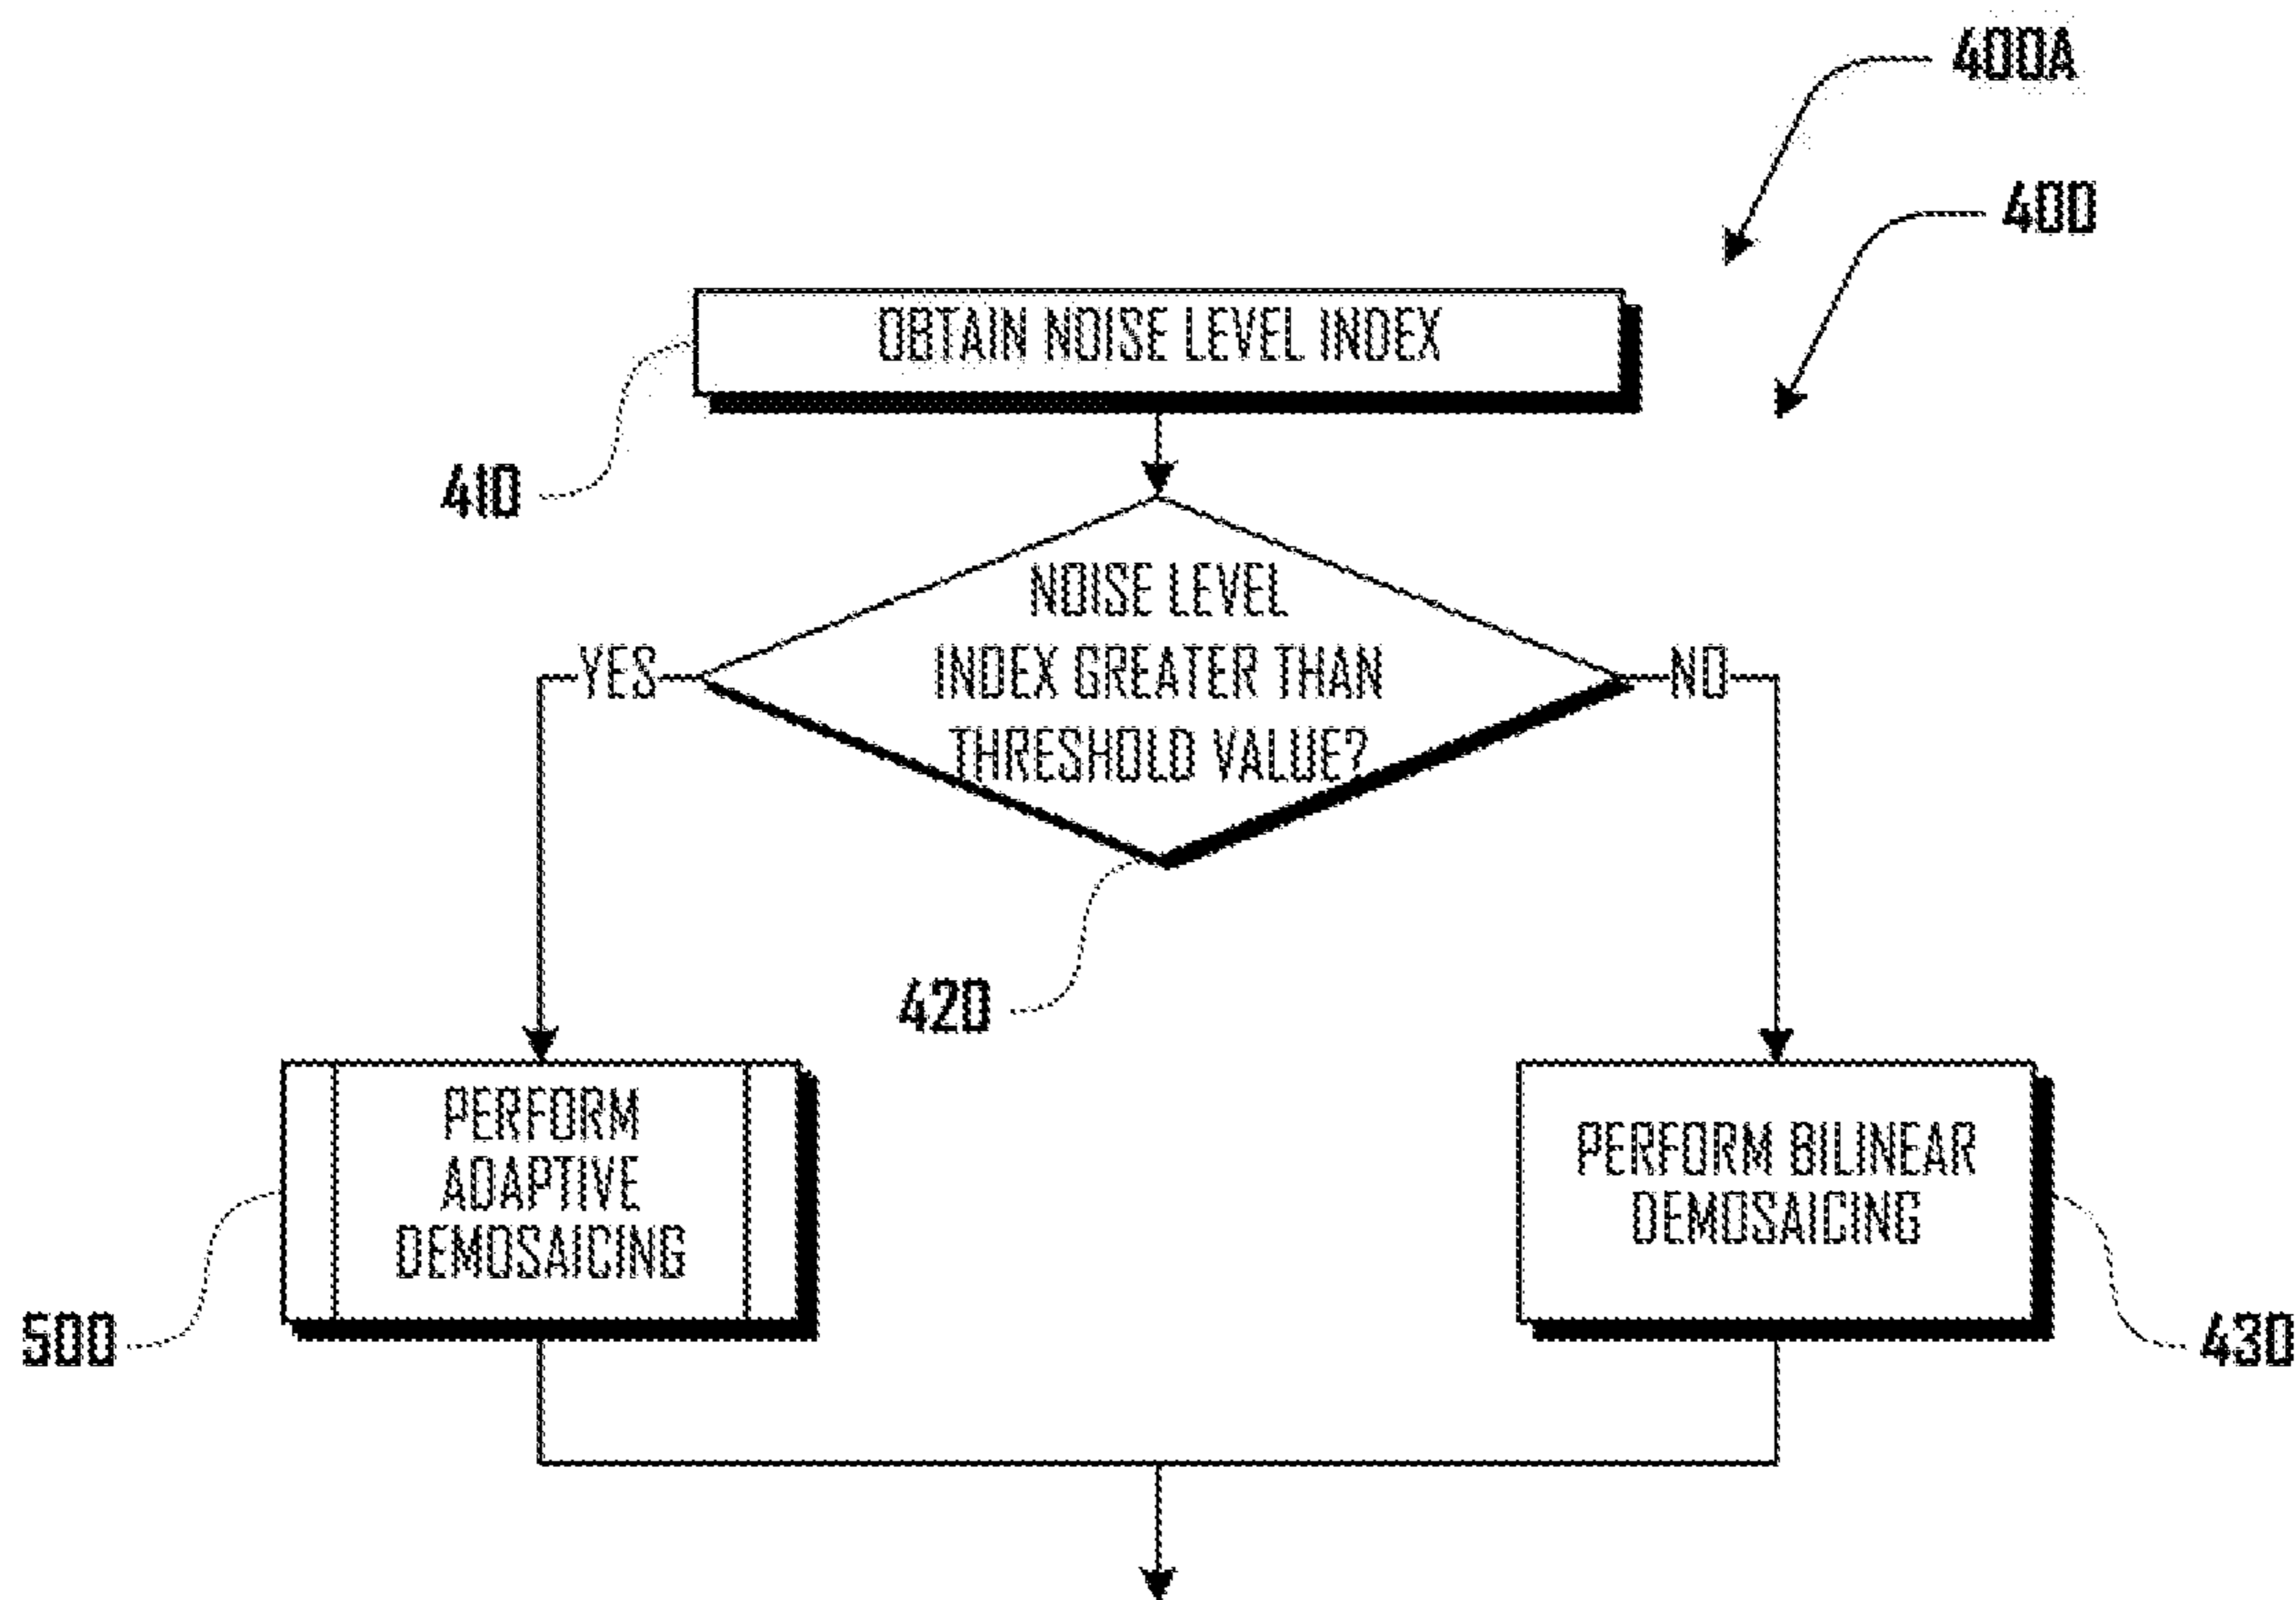 400A
400
OBTAIN NOISE LEVEL INDEX
410
NOISE LEVEL
INDEX GREATER THAN
THRESHOLD VALUE?
YES
NO
420
PERFORM
ADAPTIVE
DEMOSAICING
PERFORM BILINEAR
DEMOSAICING
500
430